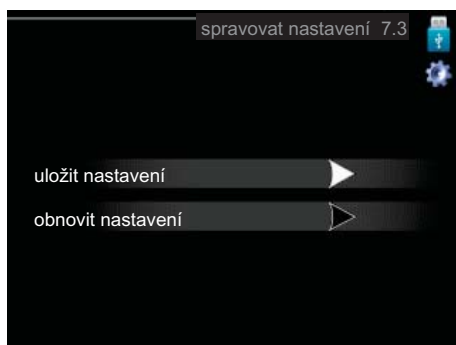 spravovat nastavení 7.3
uložit nastavení
obnovit nastavení